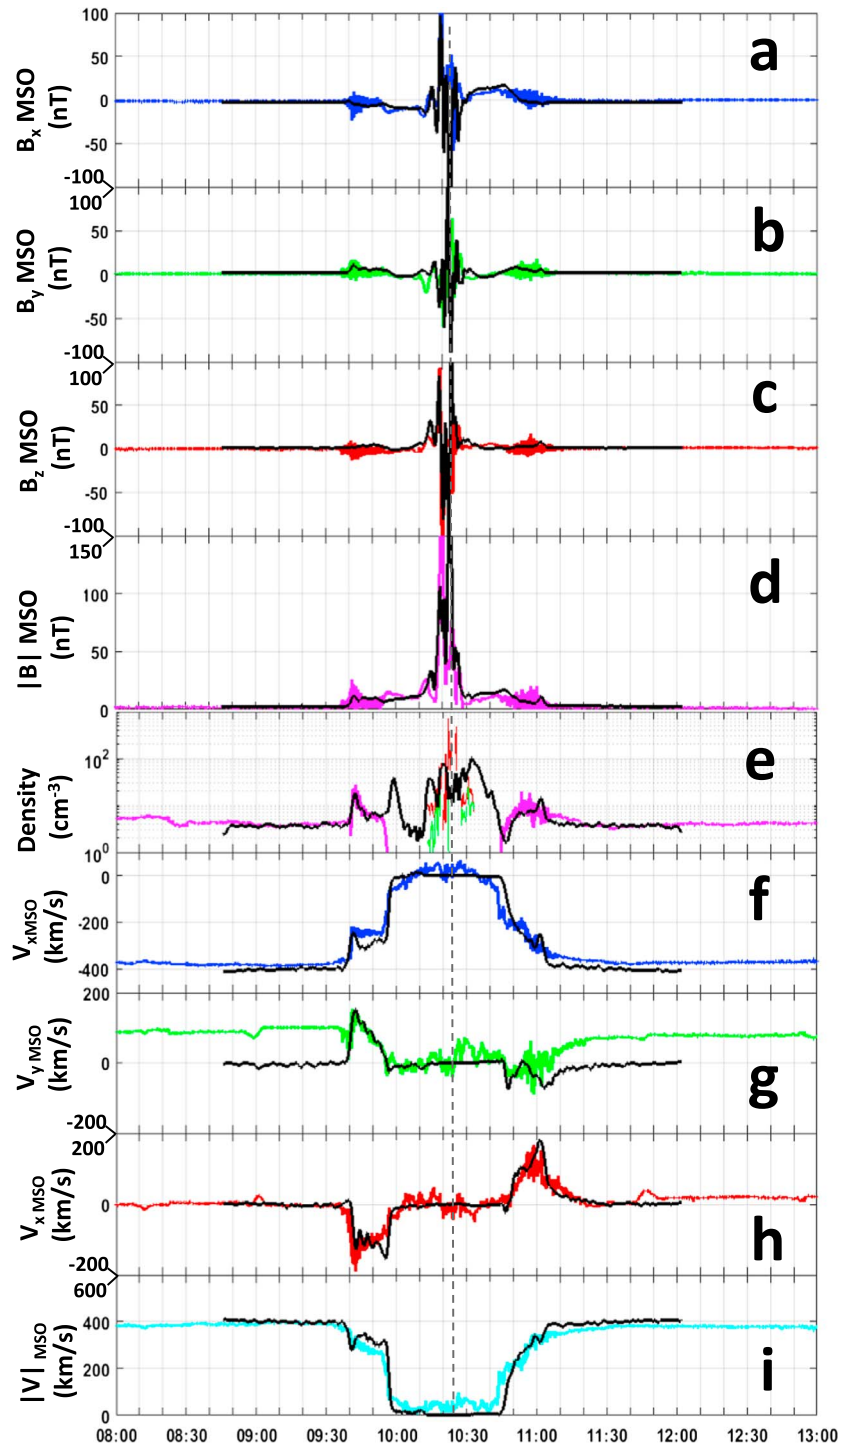 100
50
0
-50
-100
Bx MSO
(nT)
a
100
50
0
-50
-100
By MSO
(nT)
b
100
50
0
-50
-100
Bz MSO
(nT)
c
150
100
50
0
|B| MSO
(nT)
d
10²
10⁰
Density
(cm⁻³)
e
0
-200
-400
VxMSO
(km/s)
f
200
0
-200
Vy MSO
(km/s)
g
200
0
-200
Vx MSO
(km/s)
h
600
400
200
0
|V| MSO
(km/s)
i
08:00 08:30 09:00 09:30 10:00 10:30 11:00 11:30 12:00 12:30 13:00